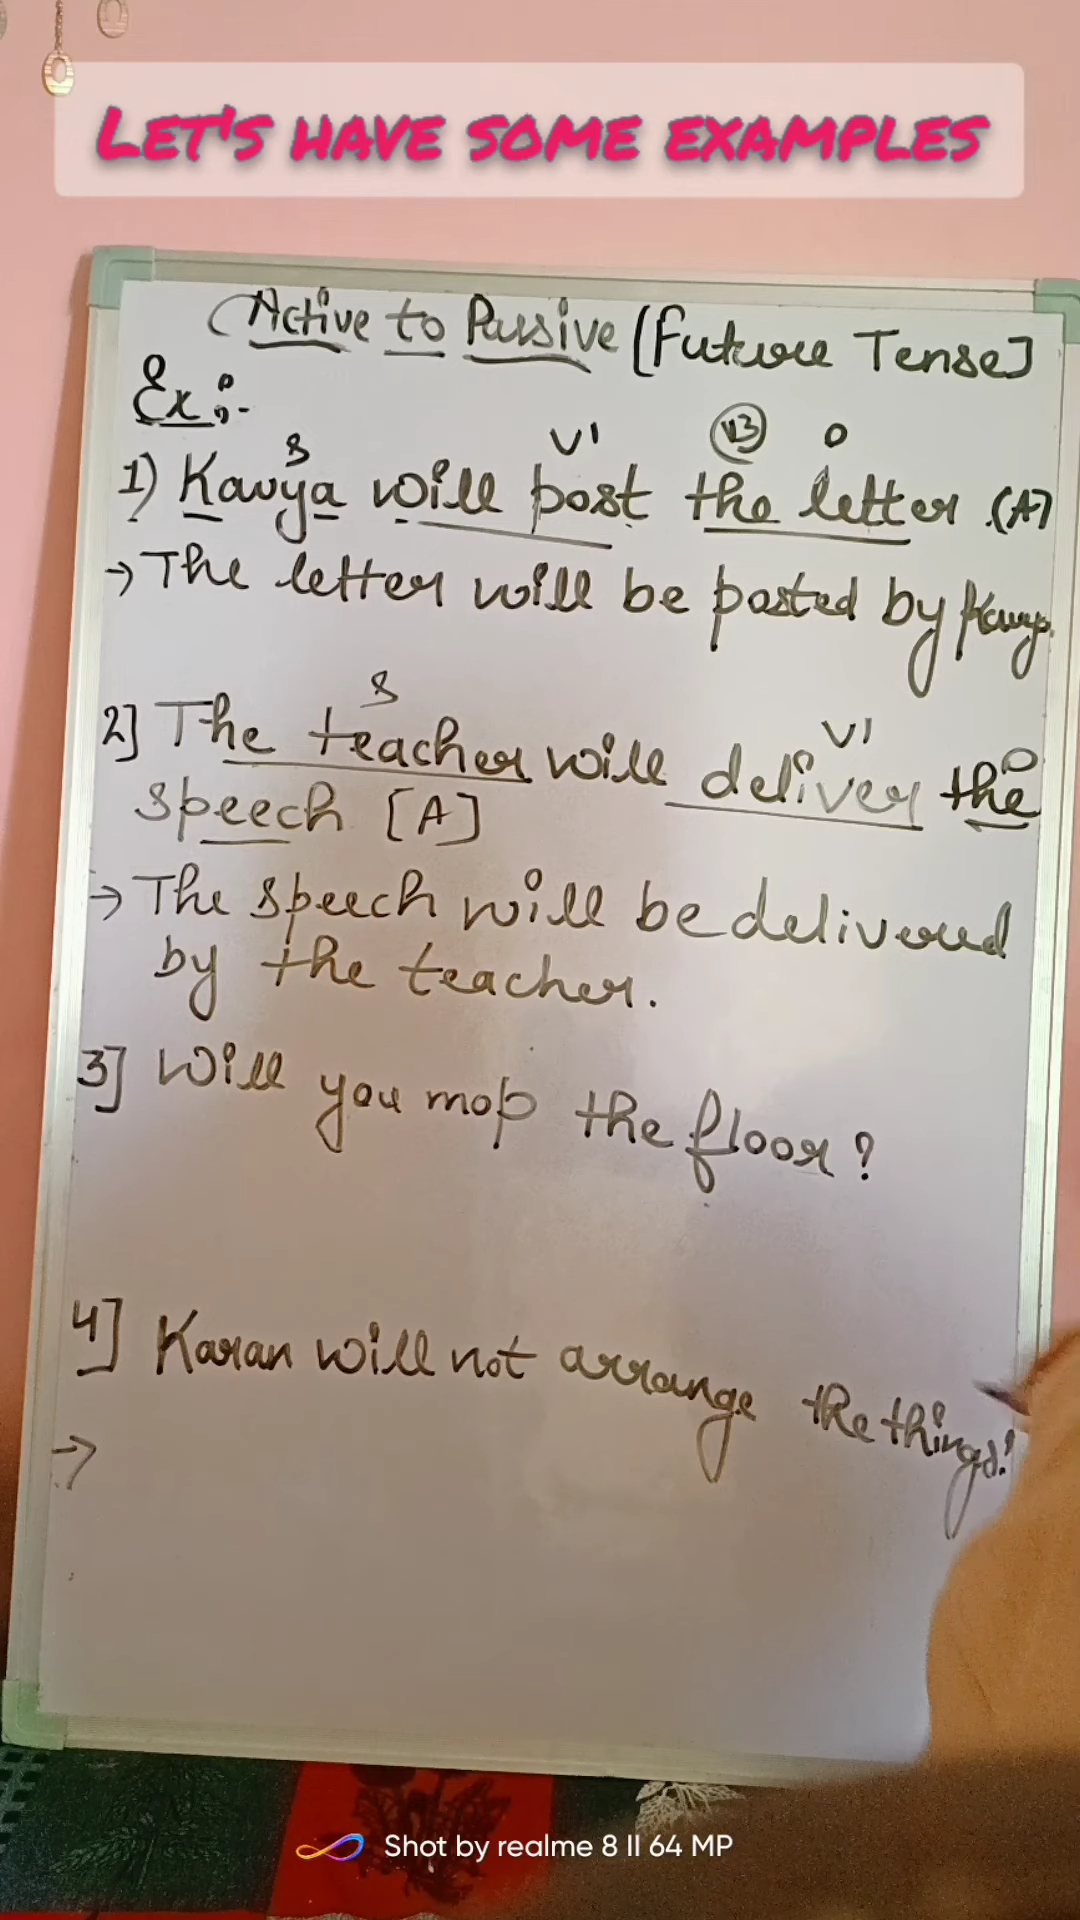 LET'S HAVE SOME EXAMPLES
Active to Passive [Future Tense]
Ex:-
S V1 V3 O
1) Kavya will post the letter (A)
→ The letter will be posted by Kavya.
S V1 O
2] The teacher will deliver the
speech [A]
→ The speech will be delivered
by the teacher.
3] Will you mop the floor?
4] Karan will not arrange the things.
→
Shot by realme 8 II 64 MP